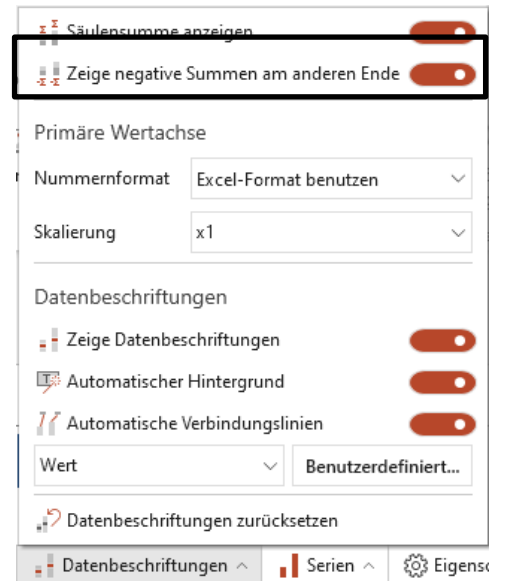 Säulensumme anzeigen
Zeige negative Summen am anderen Ende
Primäre Wertachse
Nummernformat Excel-Format benutzen
Skalierung x1
Datenbeschriftungen
Zeige Datenbeschriftungen
Automatischer Hintergrund
Automatische Verbindungslinien
Wert Benutzerdefiniert...
Datenbeschriftungen zurücksetzen
Datenbeschriftungen Serien